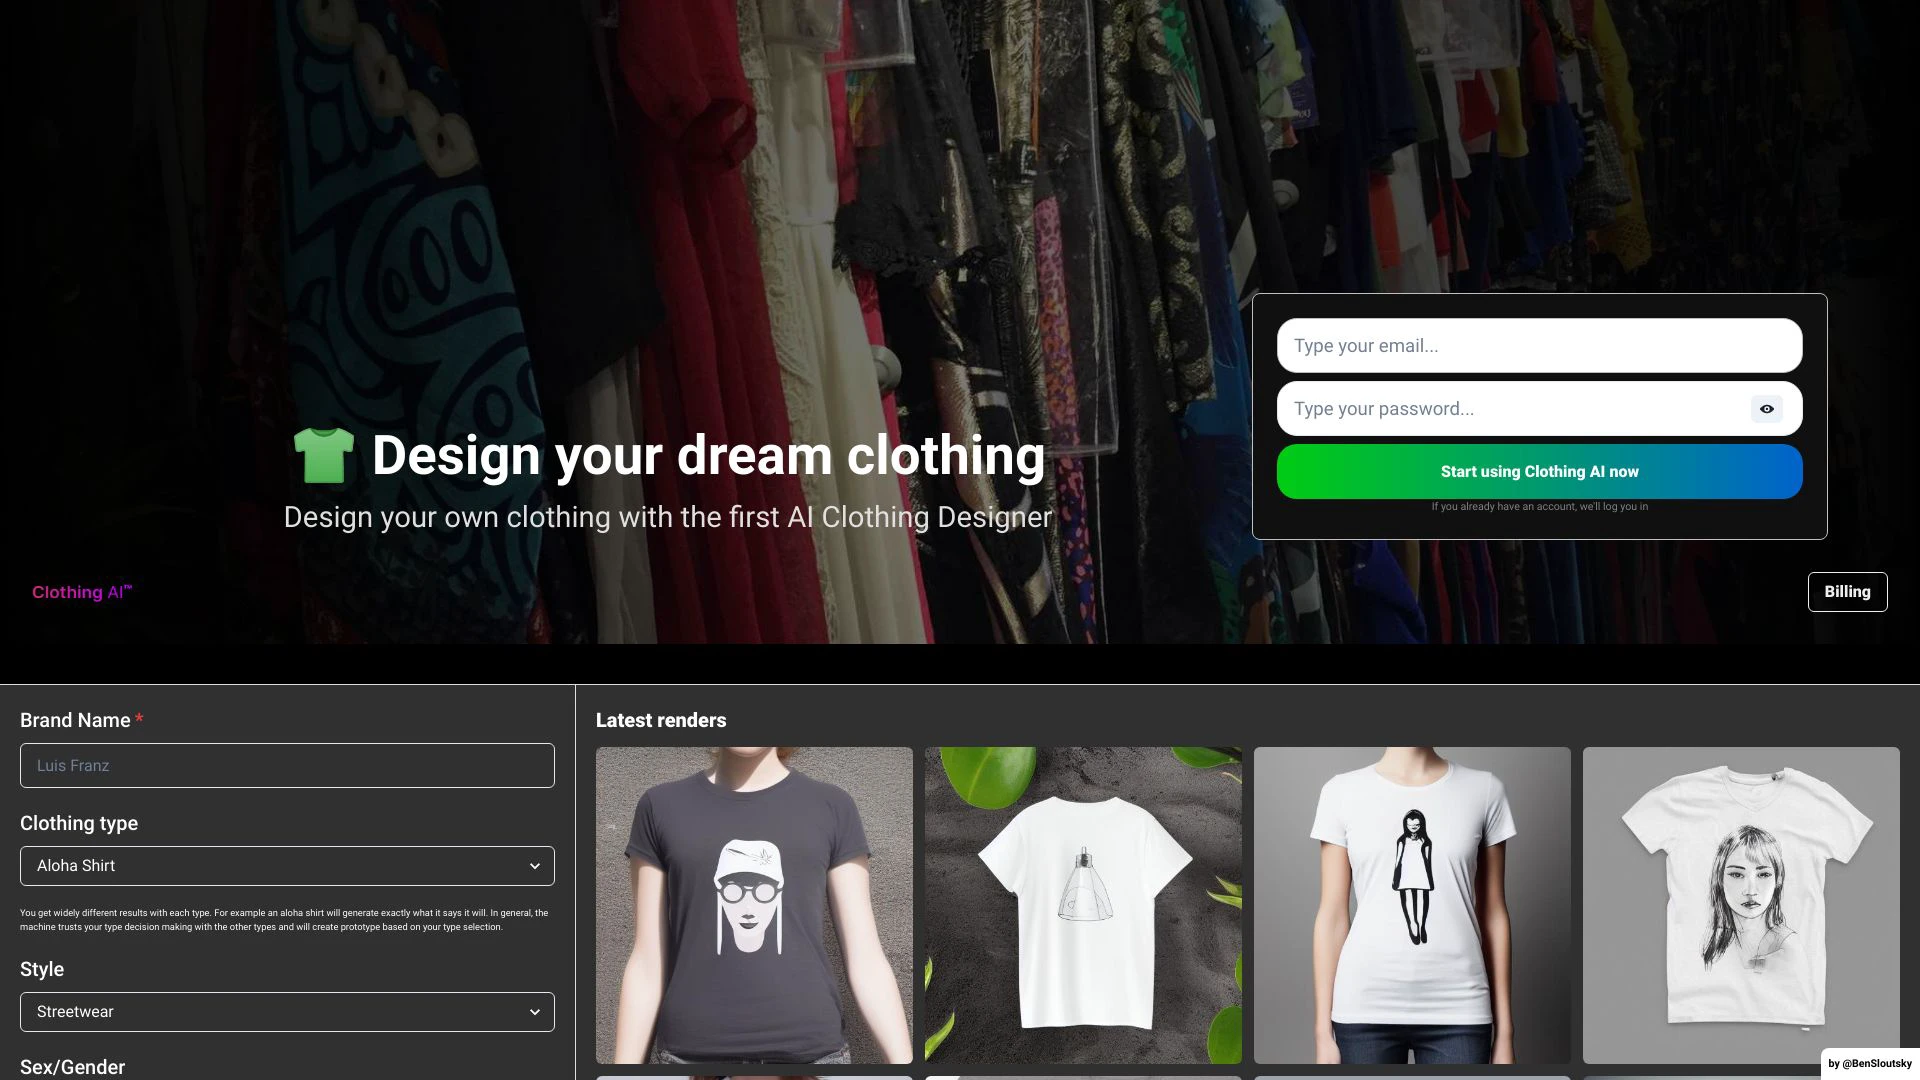 Type your email...
Type your password...
Start using Clothing AI now
If you already have an account, we'll log you in
Design your dream clothing
Design your own clothing with the first AI Clothing Designer
Clothing AI™
Billing
Brand Name *
Luis Franz
Clothing type
Aloha Shirt
You get widely different results with each type. For example an aloha shirt will generate exactly what it says it will. In general, the
machine trusts your type decision making with the other types and will create prototype based on your type selection.
Style
Streetwear
Sex/Gender
Latest renders
by @BenSloutsky